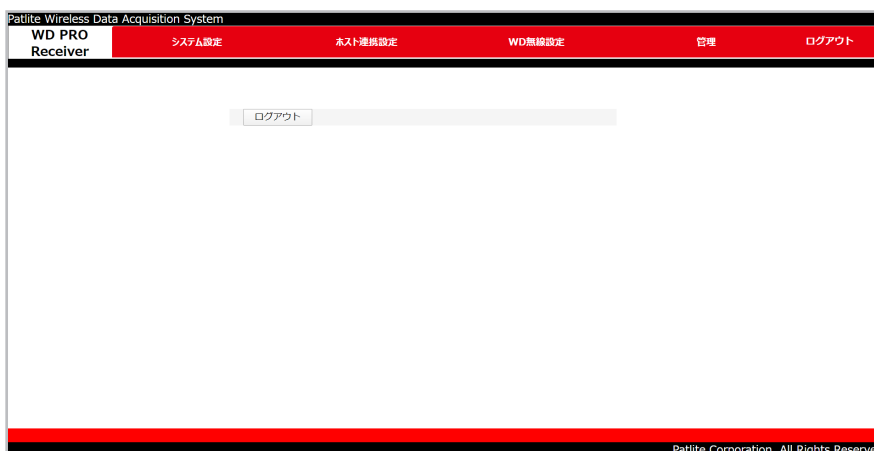 Patlite Wireless Data Acquisition System
WD PRO
Receiver
システム設定
ホスト連携設定
WD無線設定
管理
ログアウト
ログアウト
Patlite Corporation. All Rights Reserve